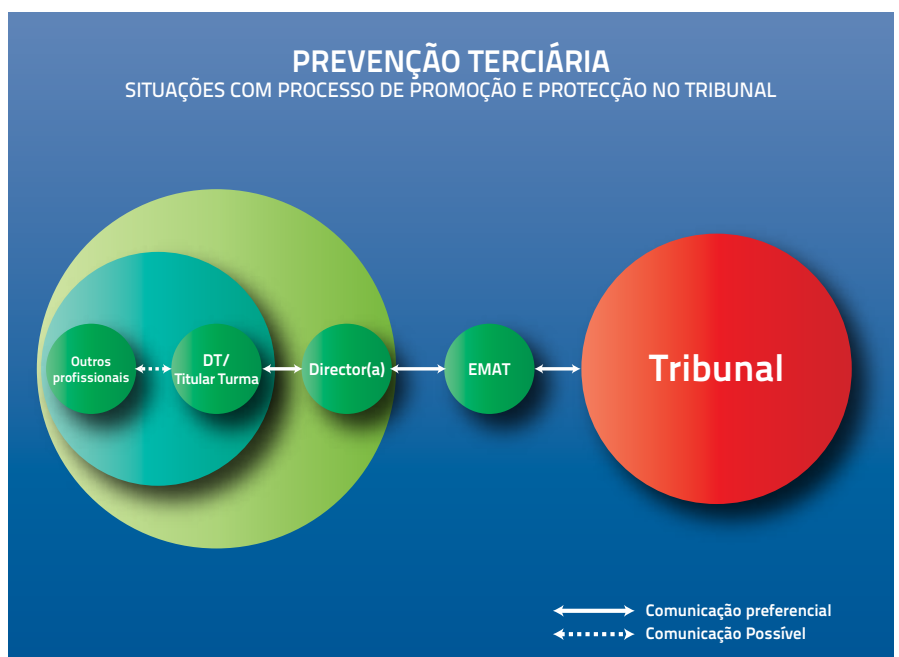 PREVENÇÃO TERCIÁRIA
SITUAÇÕES COM PROCESSO DE PROMOÇÃO E PROTECÇÃO NO TRIBUNAL
Outros
profissionais
DT/
Titular Turma
Director(a)
EMAT
Tribunal
Comunicação preferencial
Comunicação Possível